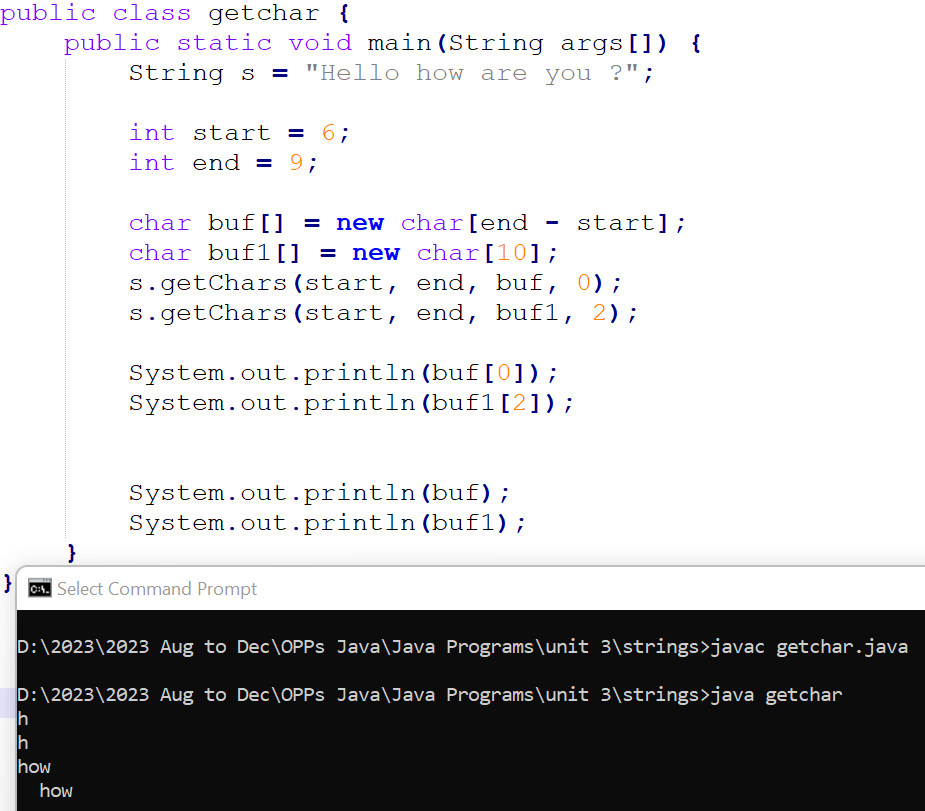 public class getchar {
    public static void main(String args[]) {
        String s = "Hello how are you ?";

        int start = 6;
        int end = 9;

        char buf[] = new char[end - start];
        char buf1[] = new char[10];
        s.getChars(start, end, buf, 0);
        s.getChars(start, end, buf1, 2);

        System.out.println(buf[0]);
        System.out.println(buf1[2]);


        System.out.println(buf);
        System.out.println(buf1);
    }
}
Select Command Prompt
D:\2023\2023 Aug to Dec\OPPs Java\Java Programs\unit 3\strings>javac getchar.java

D:\2023\2023 Aug to Dec\OPPs Java\Java Programs\unit 3\strings>java getchar
h
h
how
  how